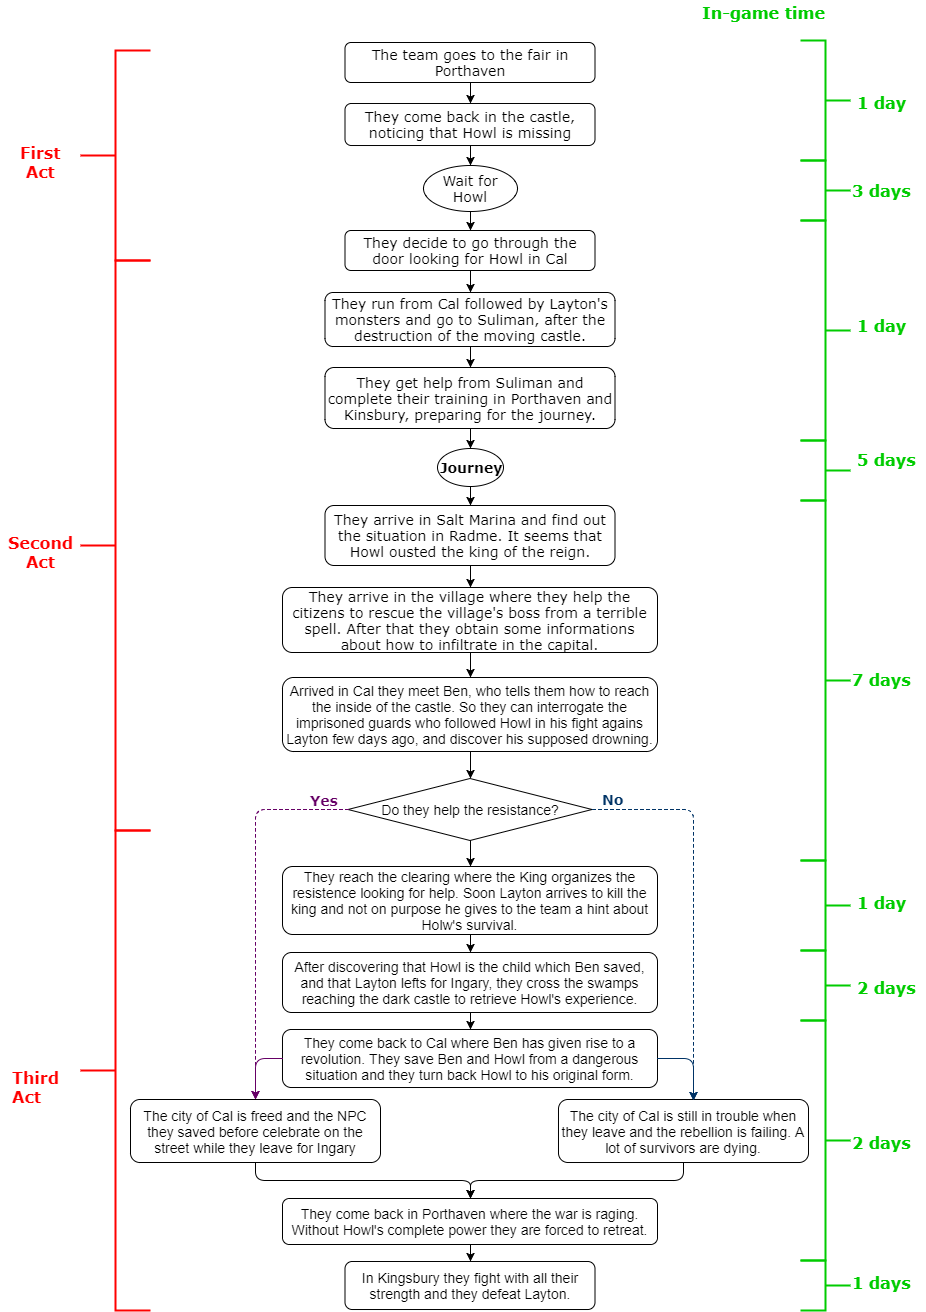 In-game time
The team goes to the fair in
Porthaven
1 day
They come back in the castle,
noticing that Howl is missing
First
Act
Wait for
Howl
3 days
They decide to go through the
door looking for Howl in Cal
They run from Cal followed by Layton's
monsters and go to Suliman, after the
destruction of the moving castle.
1 day
They get help from Suliman and
complete their training in Porthaven and
Kinsbury, preparing for the journey.
Journey
5 days
They arrive in Salt Marina and find out
the situation in Radme. It seems that
Howl ousted the king of the reign.
Second
Act
They arrive in the village where they help the
citizens to rescue the village's boss from a terrible
spell. After that they obtain some informations
about how to infiltrate in the capital.
7 days
Arrived in Cal they meet Ben, who tells them how to reach
the inside of the castle. So they can interrogate the
imprisoned guards who followed Howl in his fight agains
Layton few days ago, and discover his supposed drowning.
Yes
No
Do they help the resistance?
They reach the clearing where the King organizes the
resistence looking for help. Soon Layton arrives to kill the
king and not on purpose he gives to the team a hint about
Holw's survival.
1 day
After discovering that Howl is the child which Ben saved,
and that Layton lefts for Ingary, they cross the swamps
reaching the dark castle to retrieve Howl's experience.
2 days
They come back to Cal where Ben has given rise to a
revolution. They save Ben and Howl from a dangerous
situation and they turn back Howl to his original form.
Third
Act
The city of Cal is freed and the NPC
they saved before celebrate on the
street while they leave for Ingary
The city of Cal is still in trouble when
they leave and the rebellion is failing. A
lot of survivors are dying.
2 days
They come back in Porthaven where the war is raging.
Without Howl's complete power they are forced to retreat.
In Kingsbury they fight with all their
strength and they defeat Layton.
1 days